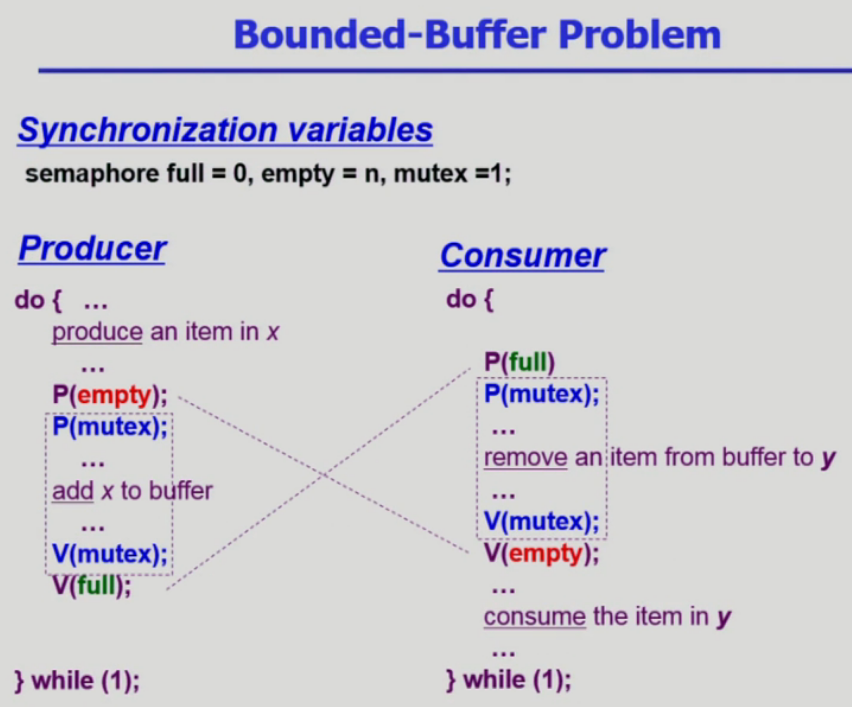 Bounded-Buffer Problem
Synchronization variables
semaphore full = 0, empty = n, mutex =1;
Producer
do { ...
produce an item in x
...
P(empty);
P(mutex);
...
add x to buffer
...
V(mutex);
V(full);
} while (1);
Consumer
do {
P(full)
P(mutex);
...
remove an item from buffer to y
...
V(mutex);
V(empty);
...
consume the item in y
...
} while (1);